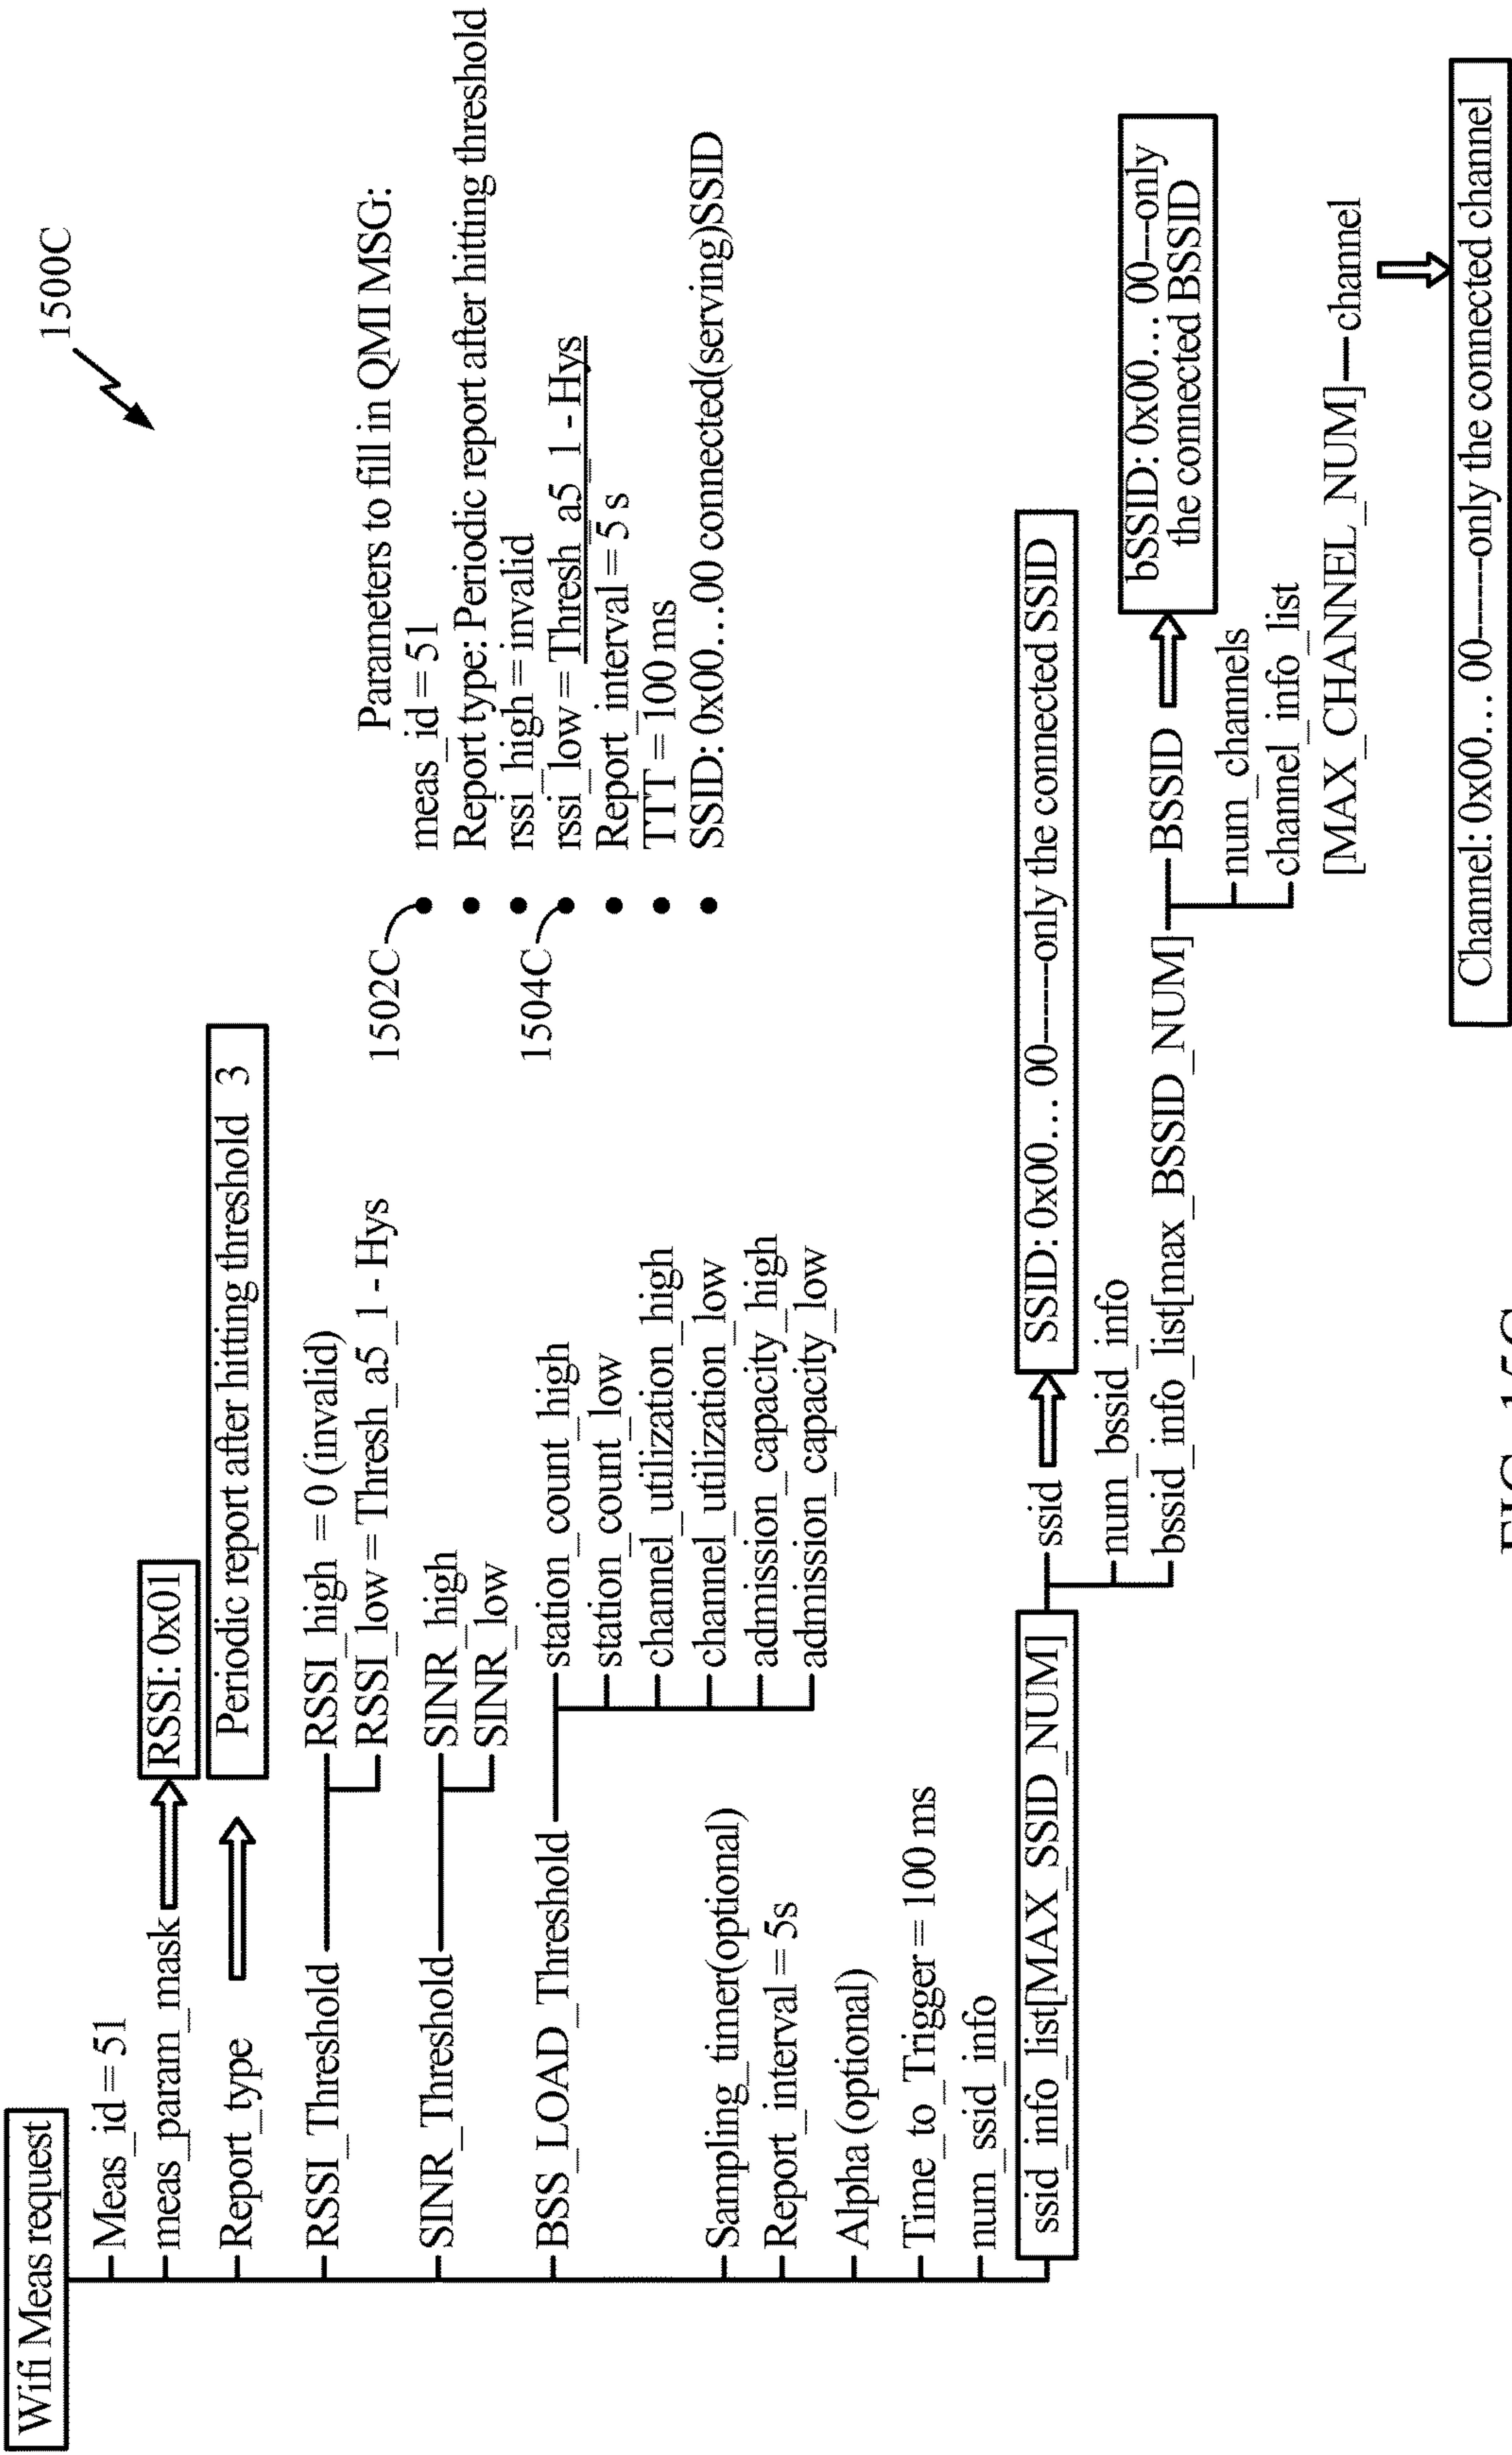 1500C
Wifi Meas request
Meas_id = 51
meas_param_mask
RSSI: 0x01
Report_type
Periodic report after hitting threshold 3
RSSI_Threshold
RSSI_high = 0 (invalid)
RSSI_low = Thresh_a5_1 - Hys
SINR_Threshold
SINR_high
SINR_low
BSS_LOAD_Threshold
station_count_high
station_count_low
channel_utilization_high
channel_utilization_low
admission_capacity_high
admission_capacity_low
Sampling_timer(optional)
Report_interval = 5s
Alpha (optional)
Time_to_Trigger = 100 ms
num_ssid_info
ssid_info_list[MAX_SSID_NUM]
Parameters to fill in QMI MSG:
1502C
meas_id = 51
Report type: Periodic report after hitting threshold
rssi_high = invalid
1504C
rssi_low = Thresh_a5_1 - Hys
Report_interval = 5 s
TTT = 100 ms
SSID: 0x00…00 connected(serving)SSID
ssid
SSID: 0x00… 00--------only the connected SSID
num_bssid_info
bssid_info_list[max_BSSID_NUM]
BSSID
bSSID: 0x00… 00---only
the connected BSSID
num_channels
channel_info_list
[MAX_CHANNEL_NUM]
channel
Channel: 0x00… 00--------only the connected channel
FIG. 15C